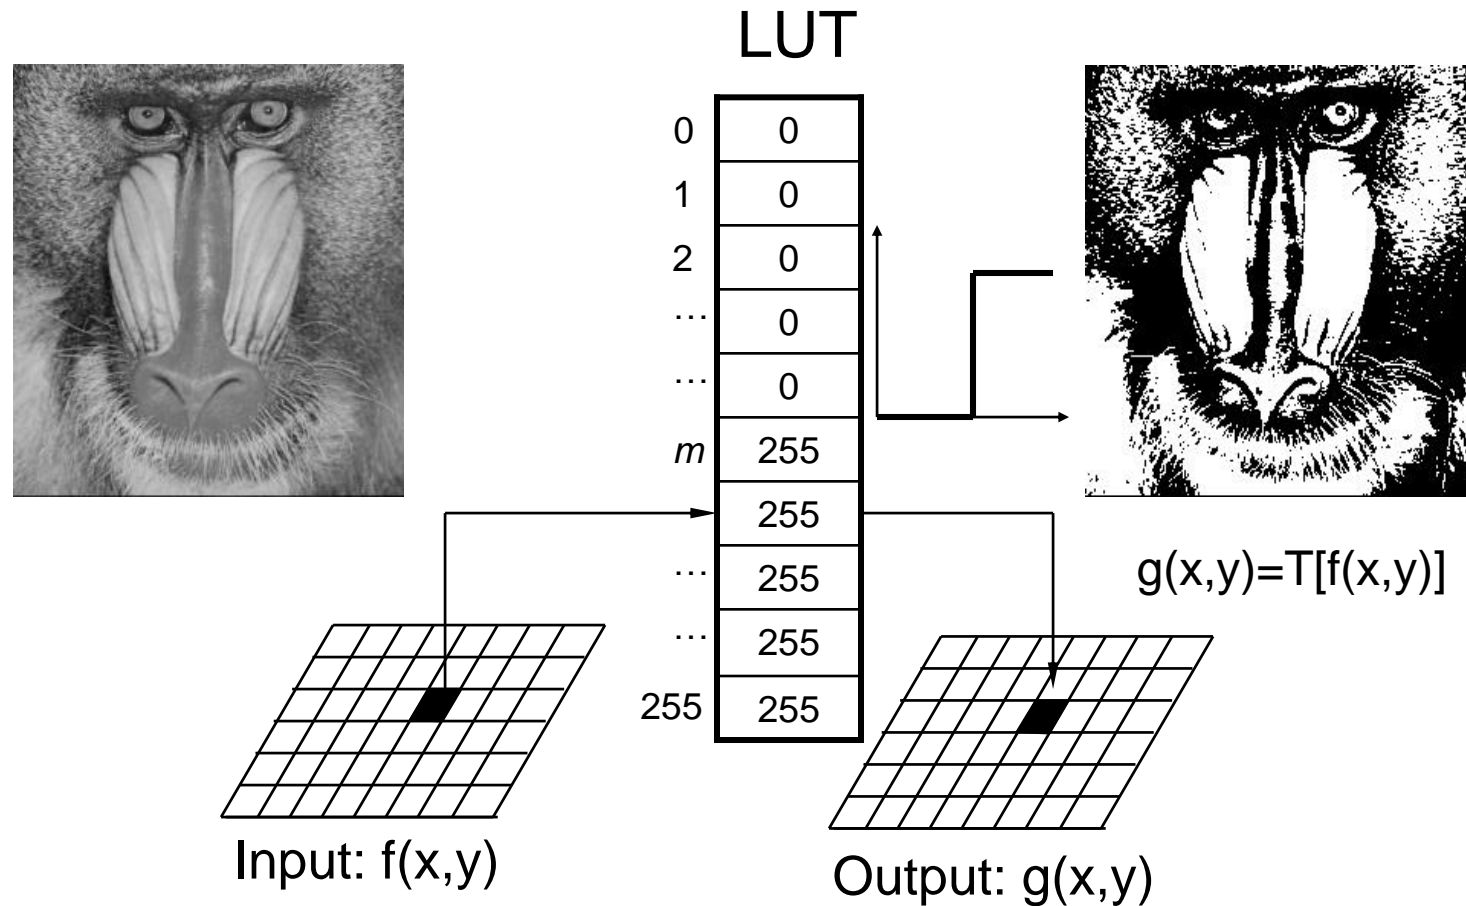 LUT
0 0
1 0
2 0
... 0
... 0
m 255
255
... 255
... 255
255 255
g(x,y)=T[f(x,y)]
Input: f(x,y)
Output: g(x,y)